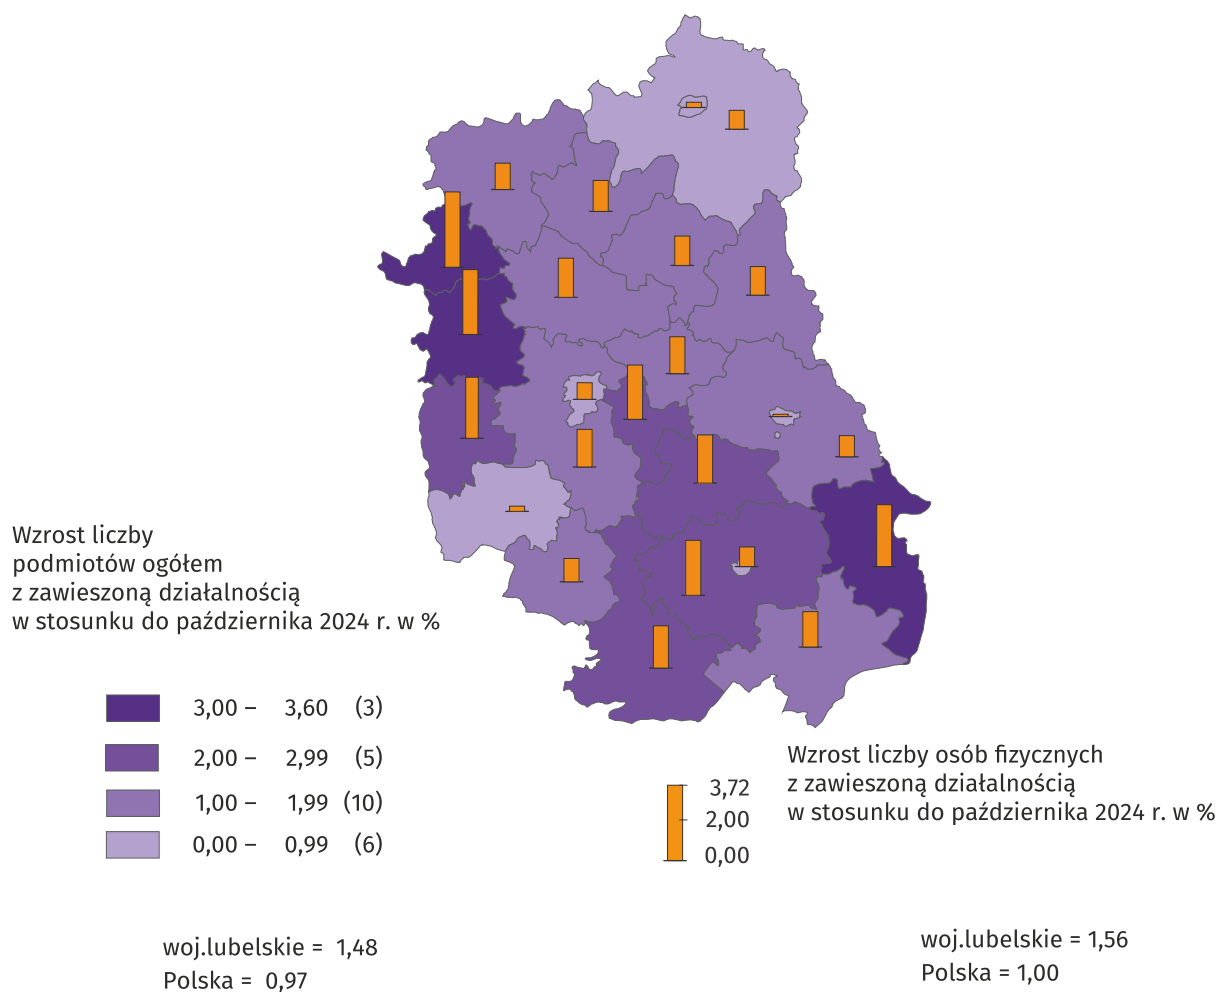 Wzrost liczby
podmiotów ogółem
z zawieszoną działalnością
w stosunku do października 2024 r. w %
3,00 – 3,60 (3)
2,00 – 2,99 (5)
1,00 – 1,99 (10)
0,00 – 0,99 (6)
woj.lubelskie = 1,48
Polska = 0,97
Wzrost liczby osób fizycznych
z zawieszoną działalnością
w stosunku do października 2024 r. w %
3,72
2,00
0,00
woj.lubelskie = 1,56
Polska = 1,00